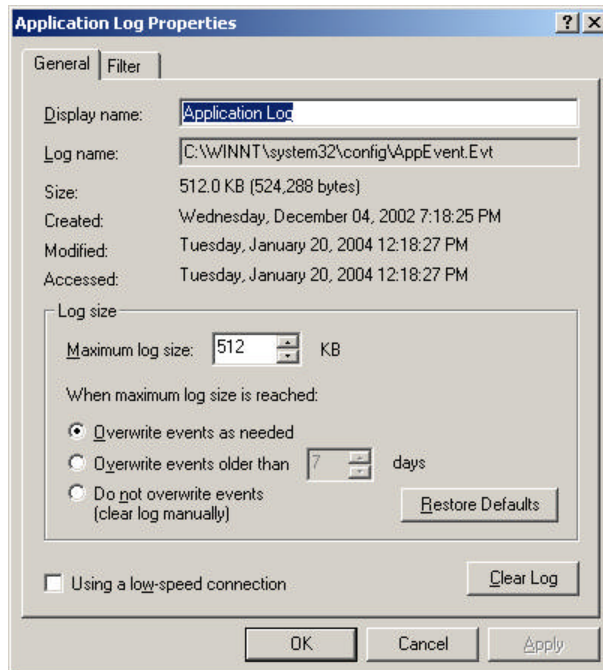 Application Log Properties
General Filter
Display name: Application Log
Log name: C:\WINNT\system32\config\AppEvent.Evt
Size: 512.0 KB (524,288 bytes)
Created: Wednesday, December 04, 2002 7:18:25 PM
Modified: Tuesday, January 20, 2004 12:18:27 PM
Accessed: Tuesday, January 20, 2004 12:18:27 PM
Log size
Maximum log size: 512 KB
When maximum log size is reached:
Overwrite events as needed
Overwrite events older than 7 days
Do not overwrite events
(clear log manually)
Restore Defaults
Using a low-speed connection
Clear Log
OK Cancel Apply